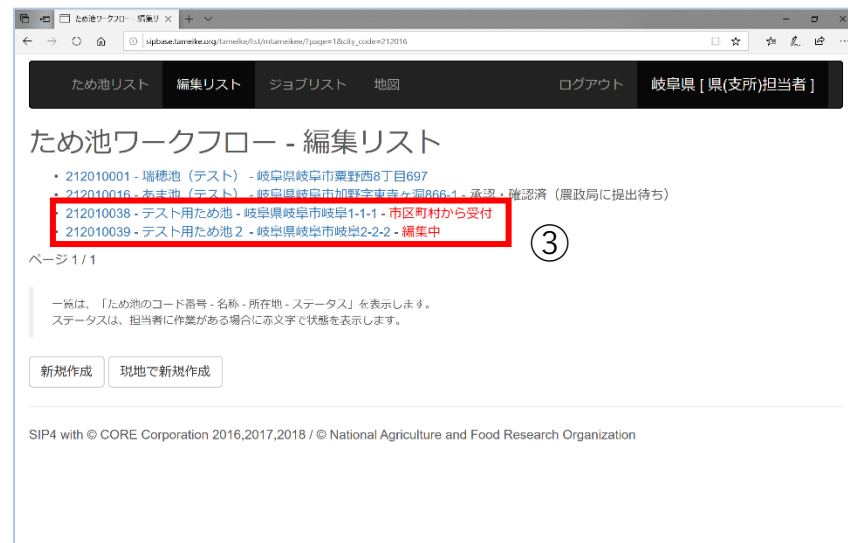 ため池ワークフロー - 編集リ
sipbase.tameike.org/tameike/list/mtameikee/?page=1&city_code=212016
ため池リスト 編集リスト ジョブリスト 地図 ログアウト 岐阜県 [ 県(支所)担当者 ]
ため池ワークフロー - 編集リスト
• 212010001 - 瑞穂池（テスト） - 岐阜県岐阜市粟野西8丁目697
• 212010016 - あま池（テスト） - 岐阜県岐阜市加野字東寺ヶ洞866-1 - 承認・確認済（農政局に提出待ち）
• 212010038 - テスト用ため池 - 岐阜県岐阜市岐阜1-1-1 - 市区町村から受付
• 212010039 - テスト用ため池２ - 岐阜県岐阜市岐阜2-2-2 - 編集中
③
ページ 1 / 1
一覧は、「ため池のコード番号 - 名称 - 所在地 - ステータス」を表示します。
ステータスは、担当者に作業がある場合に赤文字で状態を表示します。
新規作成 現地で新規作成
SIP4 with © CORE Corporation 2016,2017,2018 / © National Agriculture and Food Research Organization